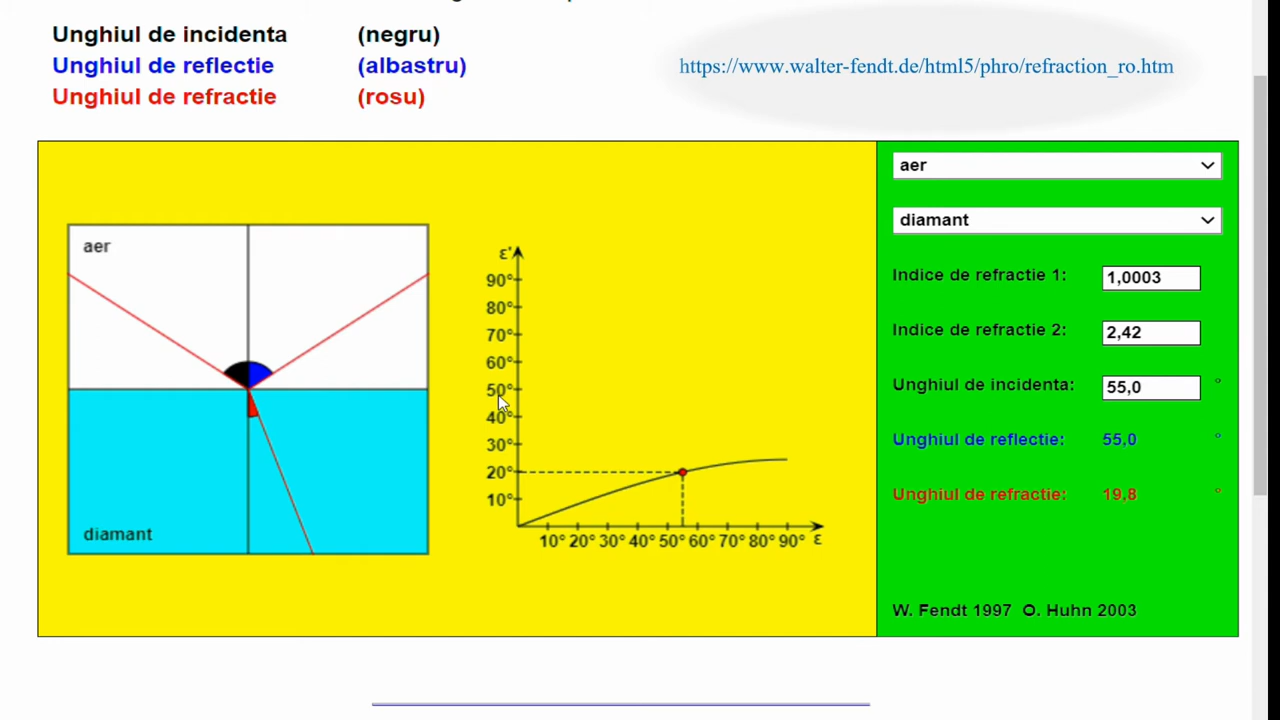 Unghiul de incidenta (negru)
Unghiul de reflectie (albastru)
Unghiul de refractie (rosu)
https://www.walter-fendt.de/html5/phro/refraction_ro.htm
aer
diamant
ε'
90°
80°
70°
60°
50°
40°
30°
20°
10°
10° 20° 30° 40° 50° 60° 70° 80° 90° ε
aer
diamant
Indice de refractie 1: 1,0003
Indice de refractie 2: 2,42
Unghiul de incidenta: 55,0 °
Unghiul de reflectie: 55,0 °
Unghiul de refractie: 19,8 °
W. Fendt 1997 O. Huhn 2003